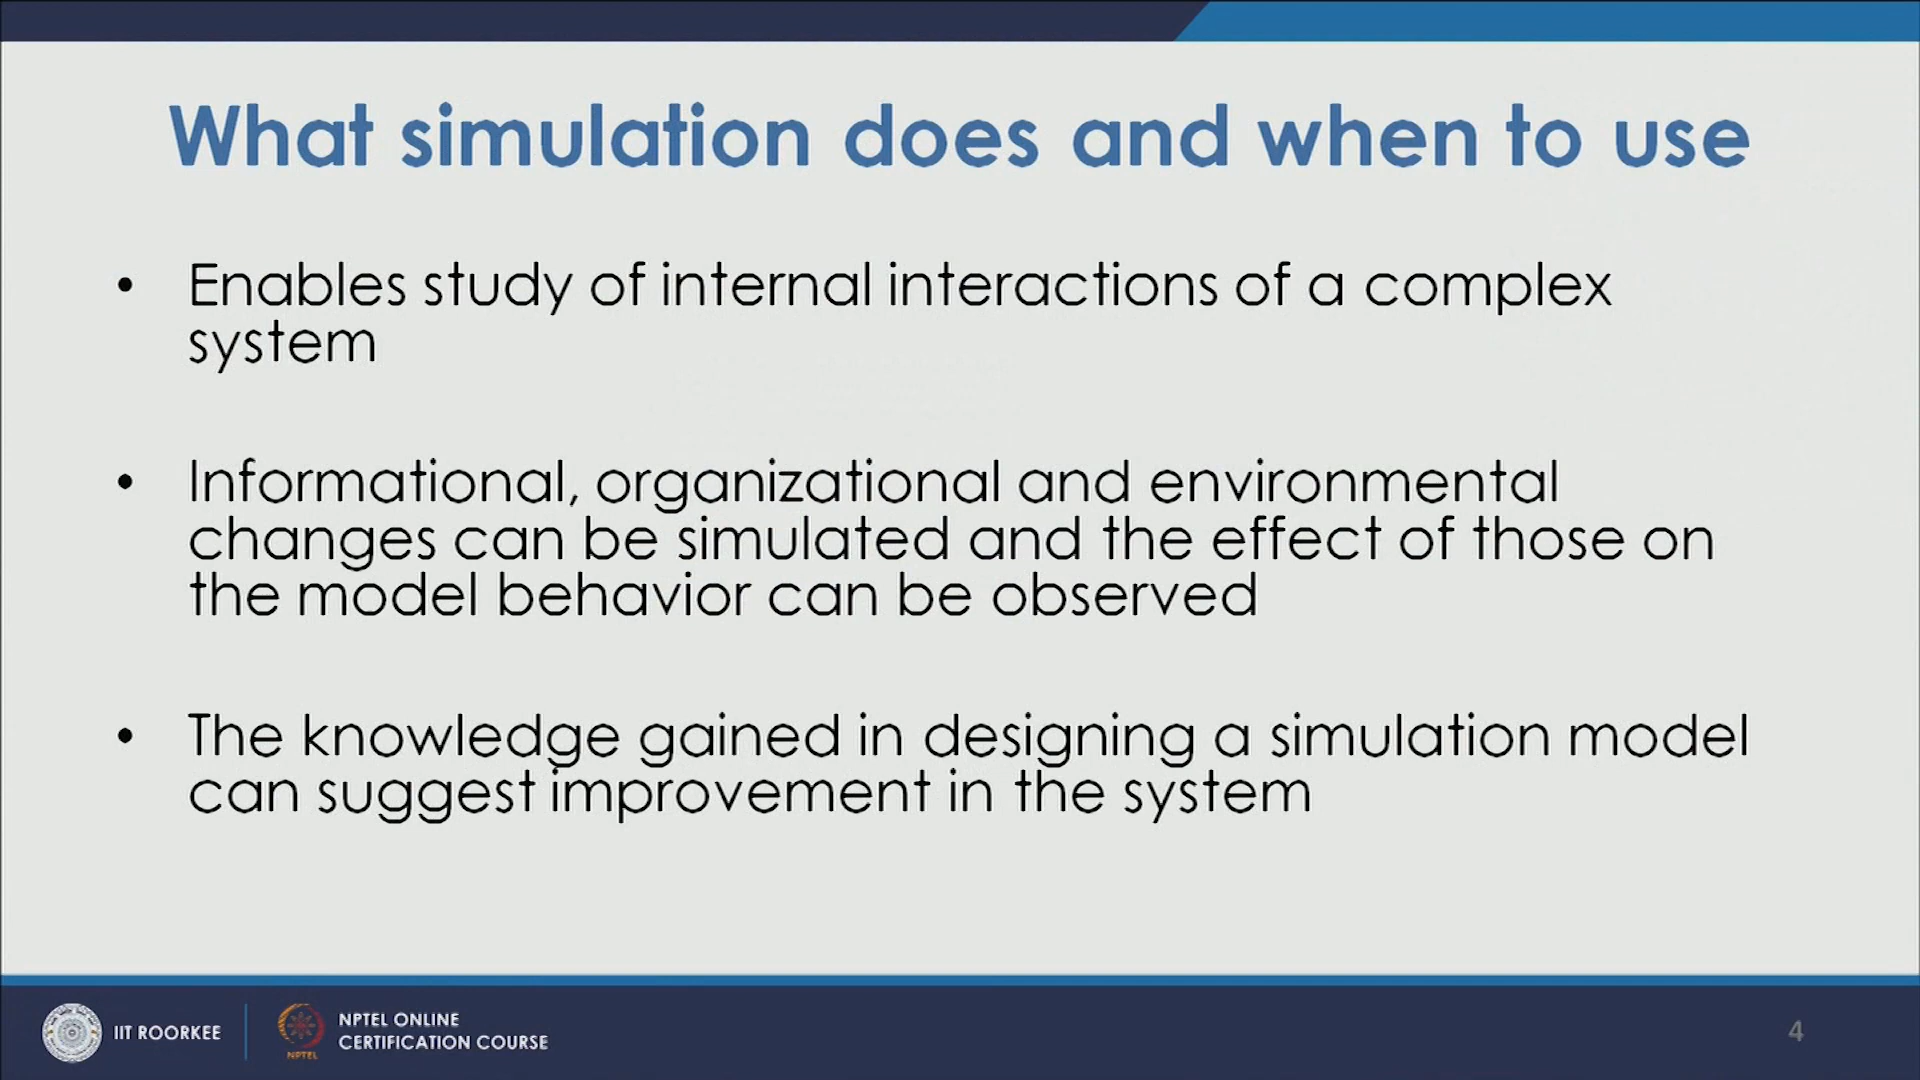 What simulation does and when to use
• Enables study of internal interactions of a complex
system
• Informational, organizational and environmental
changes can be simulated and the effect of those on
the model behavior can be observed
• The knowledge gained in designing a simulation model
can suggest improvement in the system
IIT ROORKEE
NPTEL
NPTEL ONLINE
CERTIFICATION COURSE
4